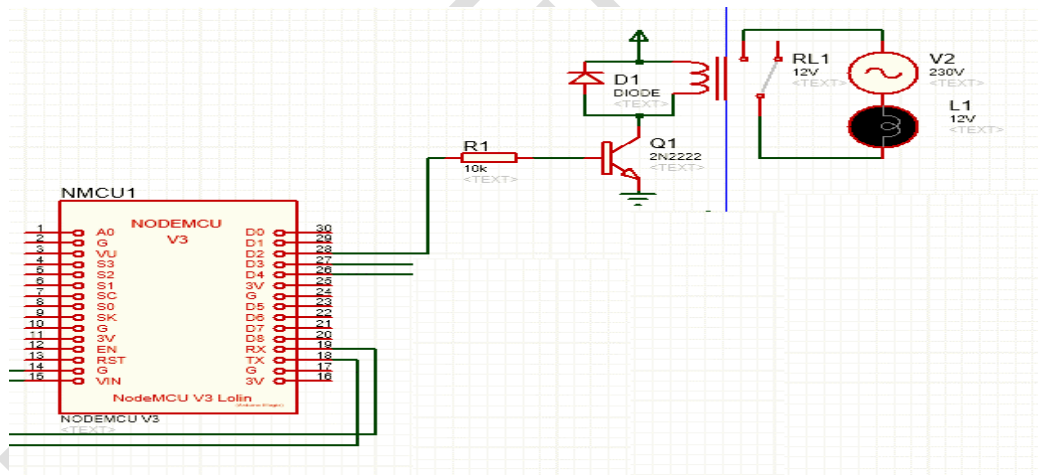 RL1
12V
<TEXT>
V2
230V
<TEXT>
D1
DIODE
<TEXT>
L1
12V
<TEXT>
R1
10k
<TEXT>
Q1
2N2222
<TEXT>
NMCU1
NODEMCU
V3
1 A0 D0 30
2 G D1 29
3 VU D2 28
4 S3 D3 27
5 S2 D4 26
6 S1 3V 25
7 SC G 24
8 S0 D5 23
9 SK D6 22
10 G D7 21
11 3V D8 20
12 EN RX 19
13 RST TX 18
14 G G 17
15 VIN 3V 16
NodeMCU V3 Lolin
NODEMCU V3
<TEXT>